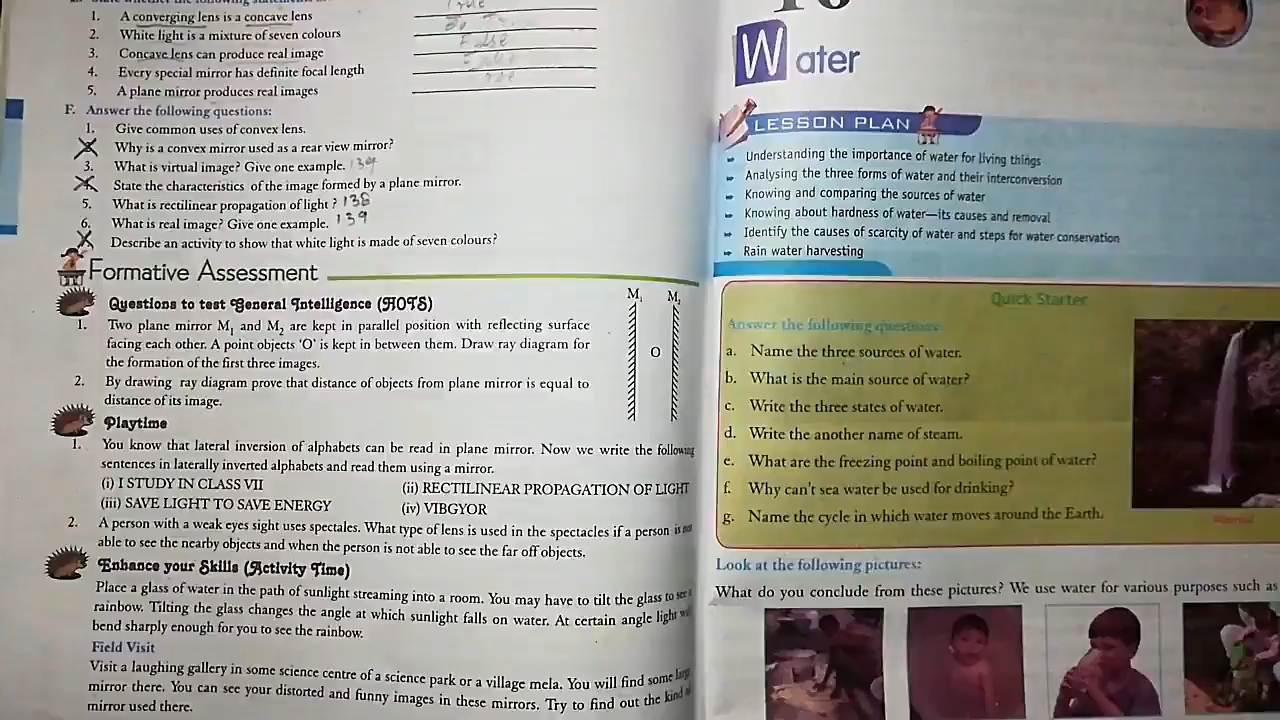 1. A converging lens is a concave lens
2. White light is a mixture of seven colours
3. Concave lens can produce real image
4. Every special mirror has definite focal length
5. A plane mirror produces real images
F. Answer the following questions:
1. Give common uses of convex lens.
Why is a convex mirror used as a rear view mirror?
3. What is virtual image? Give one example. 139
State the characteristics of the image formed by a plane mirror.
5. What is rectilinear propagation of light ? 138
6. What is real image? Give one example. 139
Describe an activity to show that white light is made of seven colours?
Formative Assessment
Questions to test General Intelligence (HOTS)
1. Two plane mirror M1 and M2 are kept in parallel position with reflecting surface
facing each other. A point objects 'O' is kept in between them. Draw ray diagram for
the formation of the first three images.
2. By drawing ray diagram prove that distance of objects from plane mirror is equal to
distance of its image.
M1 M2
O
Playtime
1. You know that lateral inversion of alphabets can be read in plane mirror. Now we write the following
sentences in laterally inverted alphabets and read them using a mirror.
(i) I STUDY IN CLASS VII (ii) RECTILINEAR PROPAGATION OF LIGHT
(iii) SAVE LIGHT TO SAVE ENERGY (iv) VIBGYOR
2. A person with a weak eyes sight uses spectales. What type of lens is used in the spectacles if a person is not
able to see the nearby objects and when the person is not able to see the far off objects.
Enhance your Skills (Activity Time)
Place a glass of water in the path of sunlight streaming into a room. You may have to tilt the glass to see
rainbow. Tilting the glass changes the angle at which sunlight falls on water. At certain angle light
bend sharply enough for you to see the rainbow.
Field Visit
Visit a laughing gallery in some science centre of a science park or a village mela. You will find some large
mirror there. You can see your distorted and funny images in these mirrors. Try to find out the kind of
mirror used there.
Water
LESSON PLAN
Understanding the importance of water for living things
Analysing the three forms of water and their interconversion
Knowing and comparing the sources of water
Knowing about hardness of water—its causes and removal
Identify the causes of scarcity of water and steps for water conservation
Rain water harvesting
Quick Starter
Answer the following questions:
a. Name the three sources of water.
b. What is the main source of water?
c. Write the three states of water.
d. Write the another name of steam.
e. What are the freezing point and boiling point of water?
f. Why can't sea water be used for drinking?
g. Name the cycle in which water moves around the Earth.
Look at the following pictures:
What do you conclude from these pictures? We use water for various purposes such as